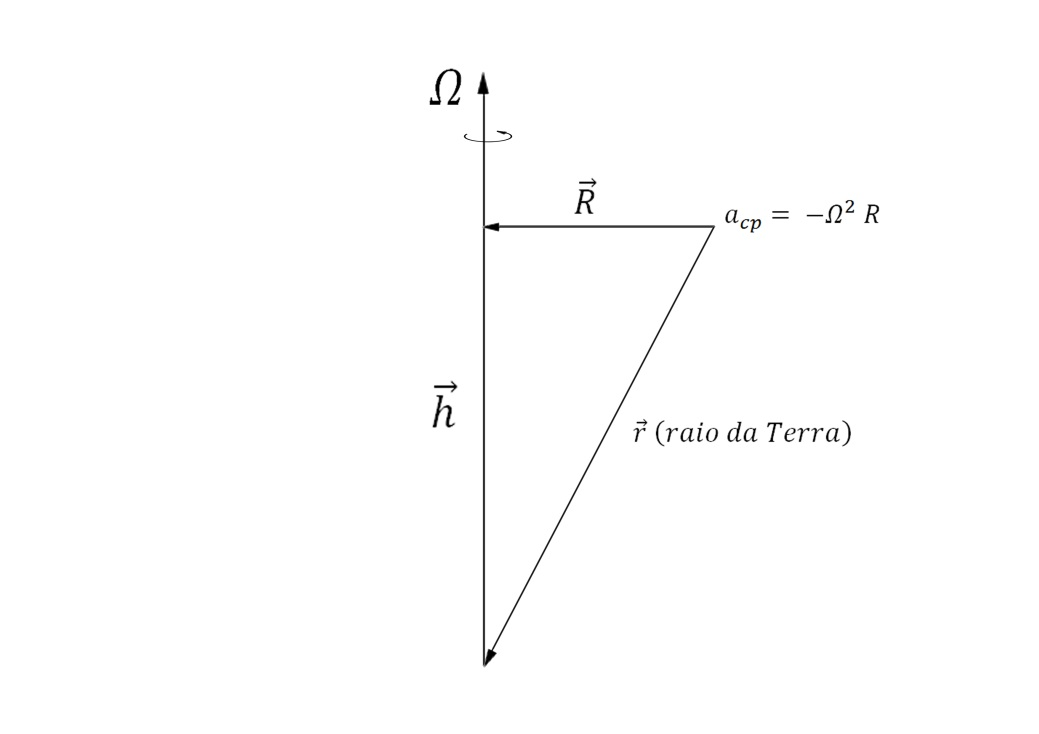 Ω
R⃗
a_cp = −Ω² R
h⃗
r⃗ (raio da Terra)